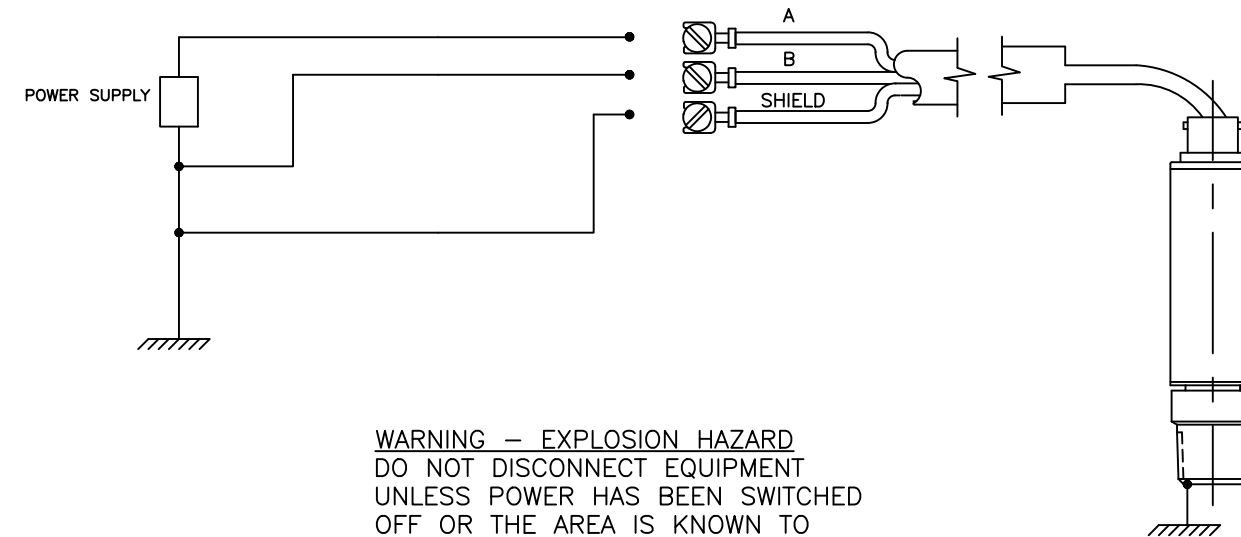 A
B
POWER SUPPLY
SHIELD
WARNING – EXPLOSION HAZARD
DO NOT DISCONNECT EQUIPMENT
UNLESS POWER HAS BEEN SWITCHED
OFF OR THE AREA IS KNOWN TO